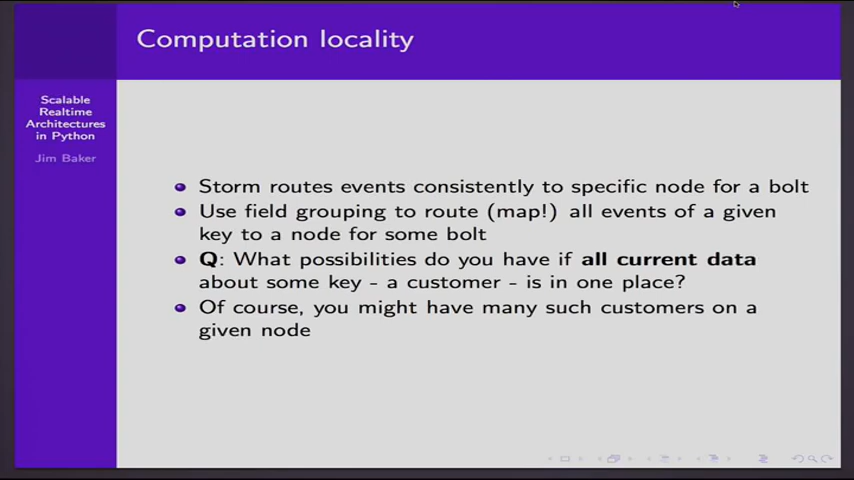 Computation locality
Scalable
Realtime
Architectures
in Python
Jim Baker
Storm routes events consistently to specific node for a bolt
Use field grouping to route (map!) all events of a given
key to a node for some bolt
Q: What possibilities do you have if all current data
about some key - a customer - is in one place?
Of course, you might have many such customers on a
given node